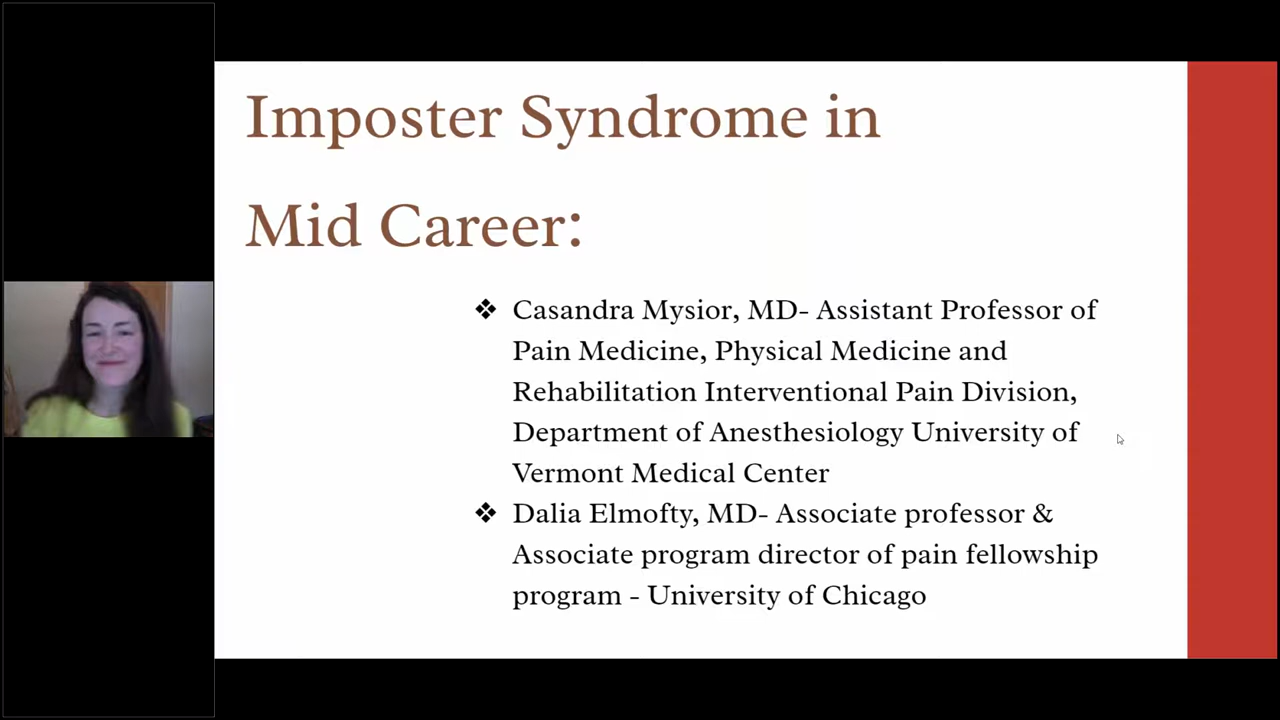 Imposter Syndrome in
Mid Career:
❖ Casandra Mysior, MD- Assistant Professor of
Pain Medicine, Physical Medicine and
Rehabilitation Interventional Pain Division,
Department of Anesthesiology University of
Vermont Medical Center
❖ Dalia Elmofty, MD- Associate professor &
Associate program director of pain fellowship
program - University of Chicago